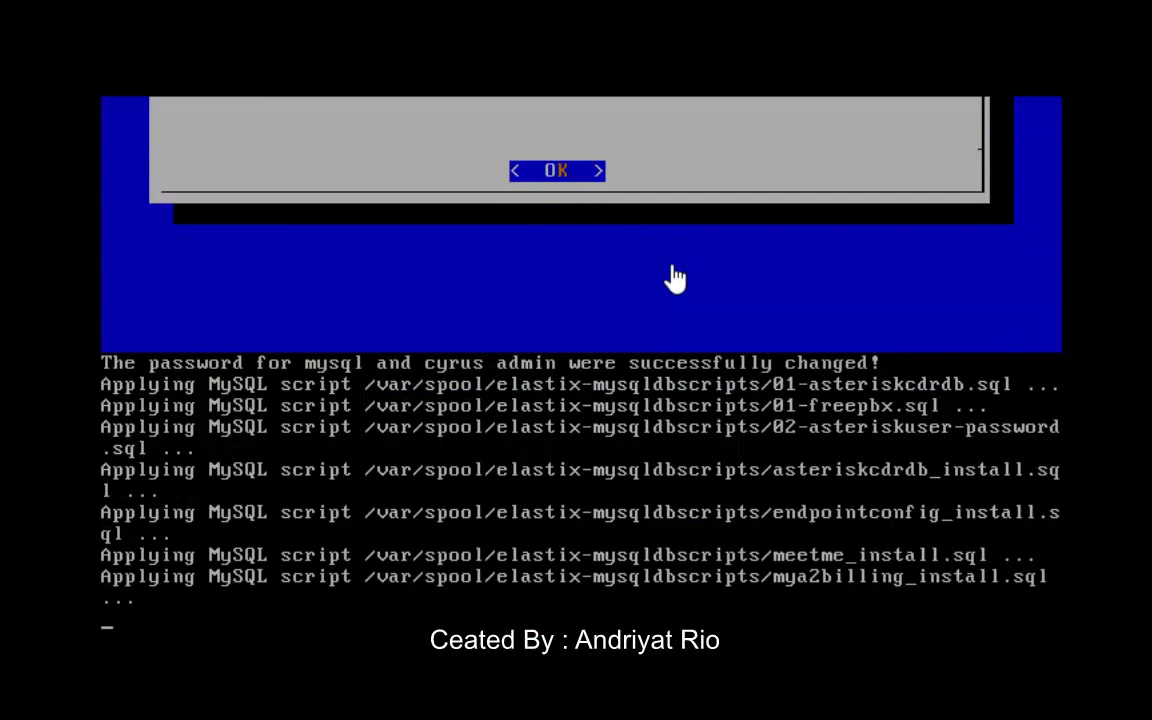 < OK >
The password for mysql and cyrus admin were successfully changed!
Applying MySQL script /var/spool/elastix-mysqldbscripts/01-asteriskcdrdb.sql ...
Applying MySQL script /var/spool/elastix-mysqldbscripts/01-freepbx.sql ...
Applying MySQL script /var/spool/elastix-mysqldbscripts/02-asteriskuser-password
.sql ...
Applying MySQL script /var/spool/elastix-mysqldbscripts/asteriskcdrdb_install.sq
l ...
Applying MySQL script /var/spool/elastix-mysqldbscripts/endpointconfig_install.s
ql ...
Applying MySQL script /var/spool/elastix-mysqldbscripts/meetme_install.sql ...
Applying MySQL script /var/spool/elastix-mysqldbscripts/mya2billing_install.sql
...
_
Ceated By : Andriyat Rio